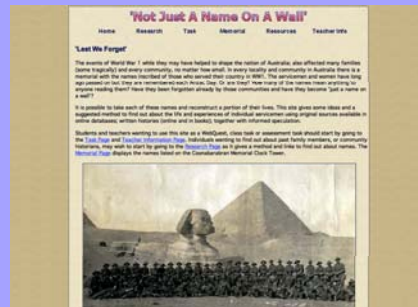 'Not Just A Name On A Wall'
Home Research Task Memorial Resources Teacher Info
'Lest We Forget'
The events of World War 1 while they may have helped to shape the nation of Australia; also affected many families
(some tragically) and every community, no matter how small. In every locality and community in Australia there is a
memorial with the names inscribed of those who served their country in WW1. The servicemen and women have long
ago passed on but they are remembered each Anzac Day. Or are they? How many of the names mean anything to
anyone reading them? Have they been forgotten already by those communities and have they become 'just a name on
a wall'?
It is possible to take each of these names and reconstruct a portion of their lives. This site gives some ideas and a
suggested method to find out about the life and experiences of individual servicemen using original sources available in
online databases; written histories (online and in books); together with informed speculation.
Students and teachers wanting to use this site as a WebQuest, class task or assessment task should start by going to
the Task Page and Teacher Information Page. Individuals wanting to find out about past family members, or community
historians, may wish to start by going to the Research Page as it gives a method and links to find out about names. The
Memorial Page displays the names listed on the Coonabarabran Memorial Clock Tower.